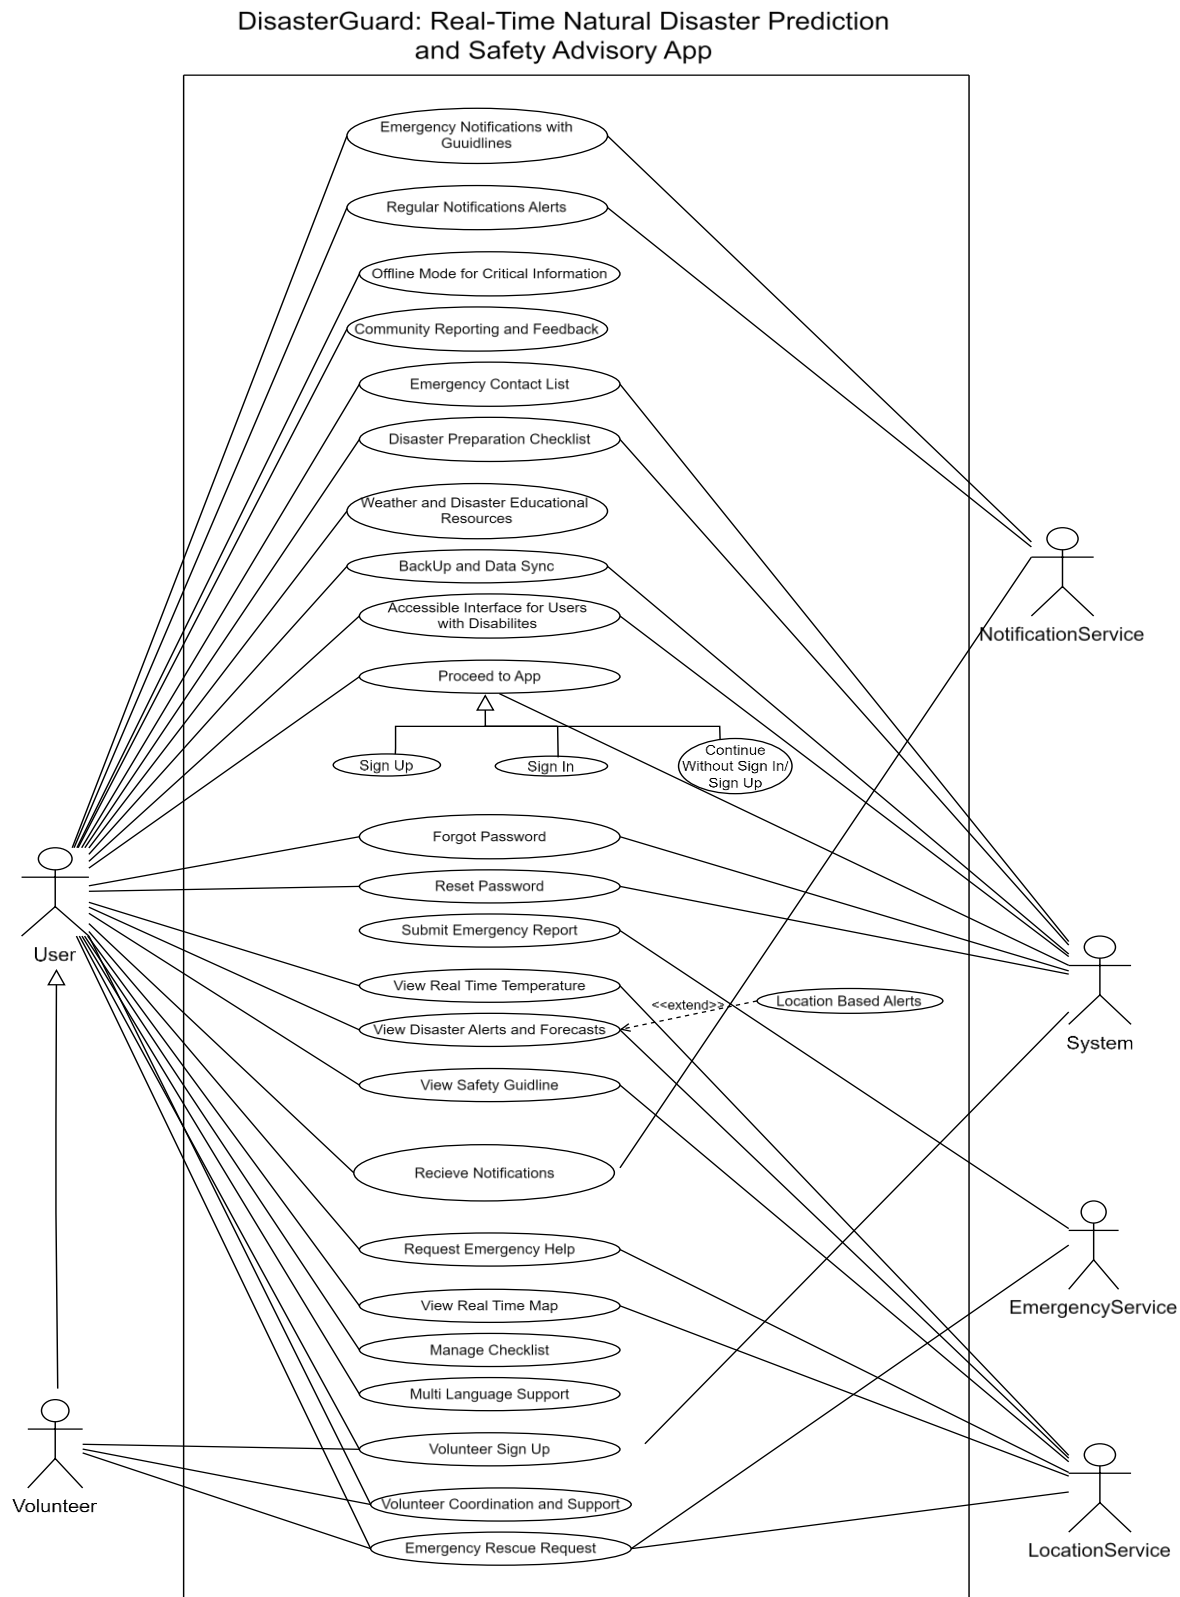 DisasterGuard: Real-Time Natural Disaster Prediction
and Safety Advisory App
Emergency Notifications with
Guuidlines
Regular Notifications Alerts
Offline Mode for Critical Information
Community Reporting and Feedback
Emergency Contact List
Disaster Preparation Checklist
Weather and Disaster Educational
Resources
BackUp and Data Sync
Accessible Interface for Users
with Disabilites
NotificationService
Proceed to App
Sign Up
Sign In
Continue
Without Sign In/
Sign Up
Forgot Password
Reset Password
Submit Emergency Report
User
View Real Time Temperature
<<extend>>
Location Based Alerts
View Disaster Alerts and Forecasts
System
View Safety Guidline
Recieve Notifications
Request Emergency Help
View Real Time Map
EmergencyService
Manage Checklist
Multi Language Support
Volunteer Sign Up
Volunteer
Volunteer Coordination and Support
Emergency Rescue Request
LocationService